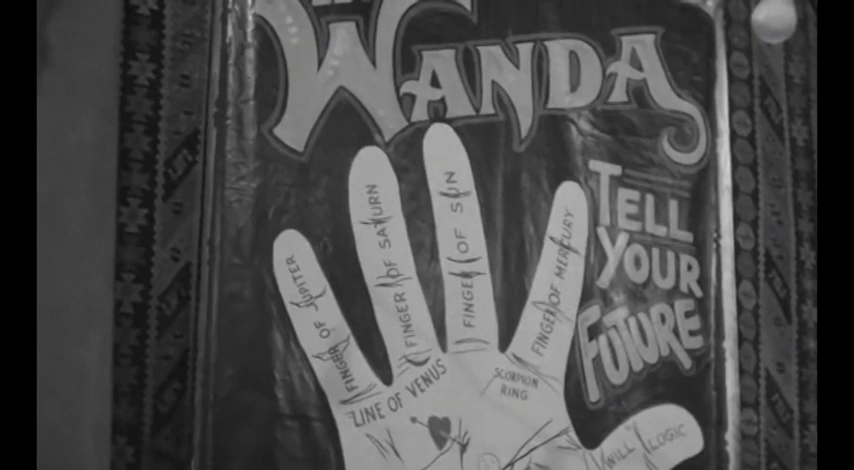 WANDA
TELL
YOUR
FUTURE
FINGER OF JUPITER
FINGER OF SATURN
FINGER OF SUN
FINGER OF MERCURY
LINE OF VENUS
SCORPION
RING
WILL LOGIC